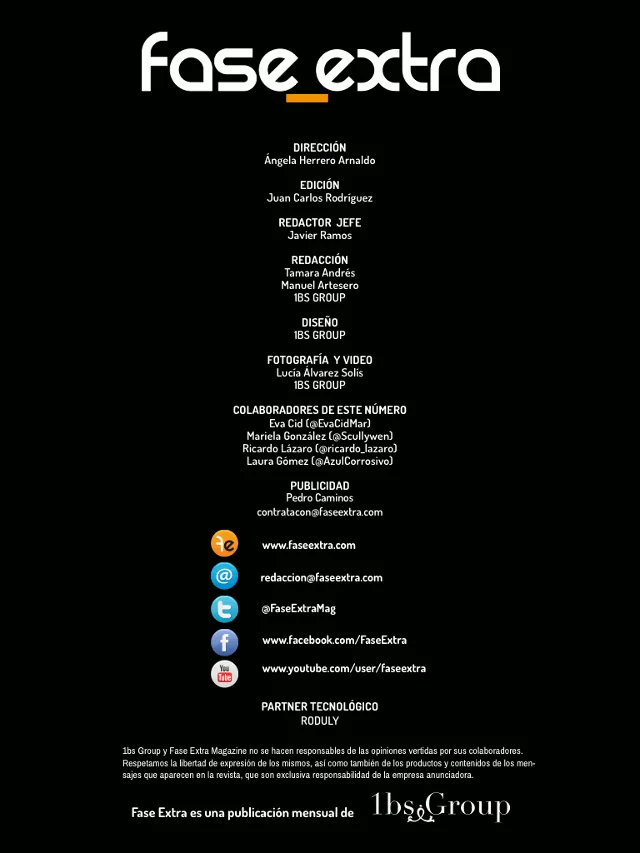 fase_extra
DIRECCIÓN
Ángela Herrero Arnaldo
EDICIÓN
Juan Carlos Rodríguez
REDACTOR JEFE
Javier Ramos
REDACCIÓN
Tamara Andrés
Manuel Artesero
1BS GROUP
DISEÑO
1BS GROUP
FOTOGRAFÍA Y VIDEO
Lucía Álvarez Solís
1BS GROUP
COLABORADORES DE ESTE NÚMERO
Eva Cid (@EvaCidMar)
Mariela González (@Scullywen)
Ricardo Lázaro (@ricardo_lazaro)
Laura Gómez (@AzulCorrosivo)
PUBLICIDAD
Pedro Caminos
contratacon@faseextra.com
fe www.faseextra.com
@ redaccion@faseextra.com
t @FaseExtraMag
f www.facebook.com/FaseExtra
You Tube www.youtube.com/user/faseextra
PARTNER TECNOLÓGICO
RODULY
1bs Group y Fase Extra Magazine no se hacen responsables de las opiniones vertidas por sus colaboradores.
Respetamos la libertad de expresión de los mismos, así como también de los productos y contenidos de los men-
sajes que aparecen en la revista, que son exclusiva responsabilidad de la empresa anunciadora.
Fase Extra es una publicación mensual de 1bs Group